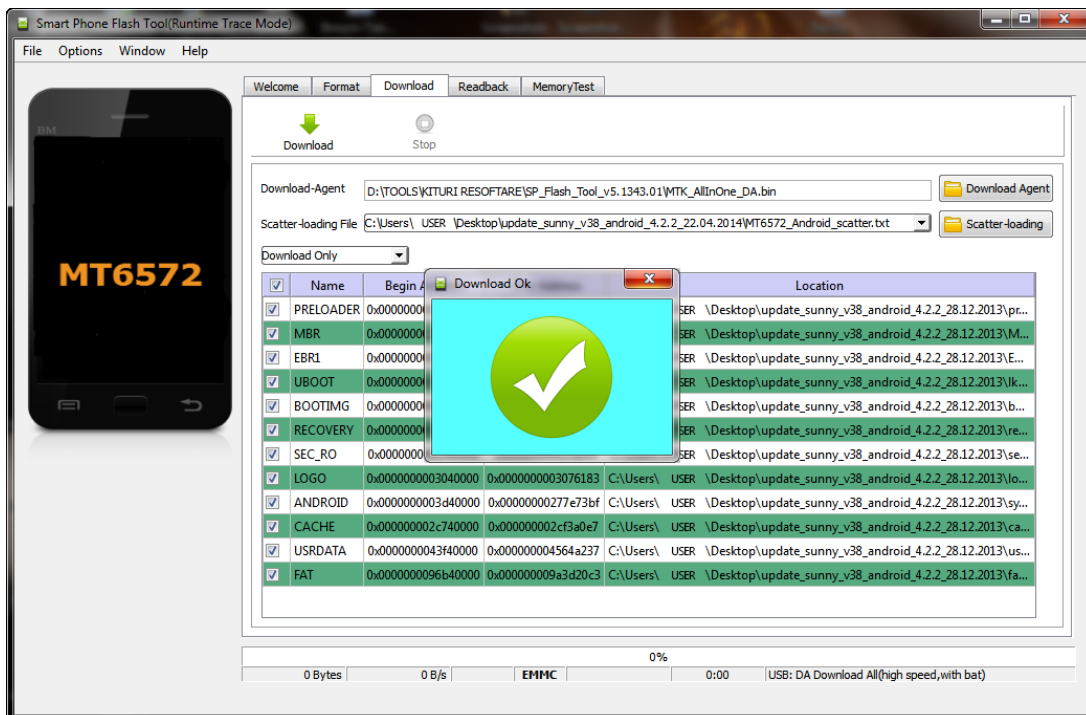 Smart Phone Flash Tool(Runtime Trace Mode)
File Options Window Help
Welcome Format Download Readback MemoryTest
BM
Download Stop
Download-Agent D:\TOOLS\KITURI RESOFTARE\SP_Flash_Tool_v5.1343.01\MTK_AllInOne_DA.bin Download Agent
Scatter-loading File C:\Users\ USER \Desktop\update_sunny_v38_android_4.2.2_22.04.2014\MT6572_Android_scatter.txt Scatter-loading
Download Only
MT6572
Download Ok
Name Begin A Location
PRELOADER 0x0000000 SER \Desktop\update_sunny_v38_android_4.2.2_28.12.2013\pr...
MBR 0x0000000 SER \Desktop\update_sunny_v38_android_4.2.2_28.12.2013\M...
EBR1 0x0000000 SER \Desktop\update_sunny_v38_android_4.2.2_28.12.2013\E...
UBOOT 0x0000000 SER \Desktop\update_sunny_v38_android_4.2.2_28.12.2013\lk...
BOOTIMG 0x0000000 SER \Desktop\update_sunny_v38_android_4.2.2_28.12.2013\b...
RECOVERY 0x0000000 SER \Desktop\update_sunny_v38_android_4.2.2_28.12.2013\re...
SEC_RO 0x0000000 SER \Desktop\update_sunny_v38_android_4.2.2_28.12.2013\se...
LOGO 0x0000000003040000 0x0000000003076183 C:\Users\ USER \Desktop\update_sunny_v38_android_4.2.2_28.12.2013\lo...
ANDROID 0x0000000003d40000 0x00000000277e73bf C:\Users\ USER \Desktop\update_sunny_v38_android_4.2.2_28.12.2013\sy...
CACHE 0x000000002c740000 0x000000002cf3a0e7 C:\Users\ USER \Desktop\update_sunny_v38_android_4.2.2_28.12.2013\ca...
USRDATA 0x0000000043f40000 0x000000004564a237 C:\Users\ USER \Desktop\update_sunny_v38_android_4.2.2_28.12.2013\us...
FAT 0x0000000096b40000 0x000000009a3d20c3 C:\Users\ USER \Desktop\update_sunny_v38_android_4.2.2_28.12.2013\fa...
0%
0 Bytes 0 B/s EMMC 0:00 USB: DA Download All(high speed,with bat)